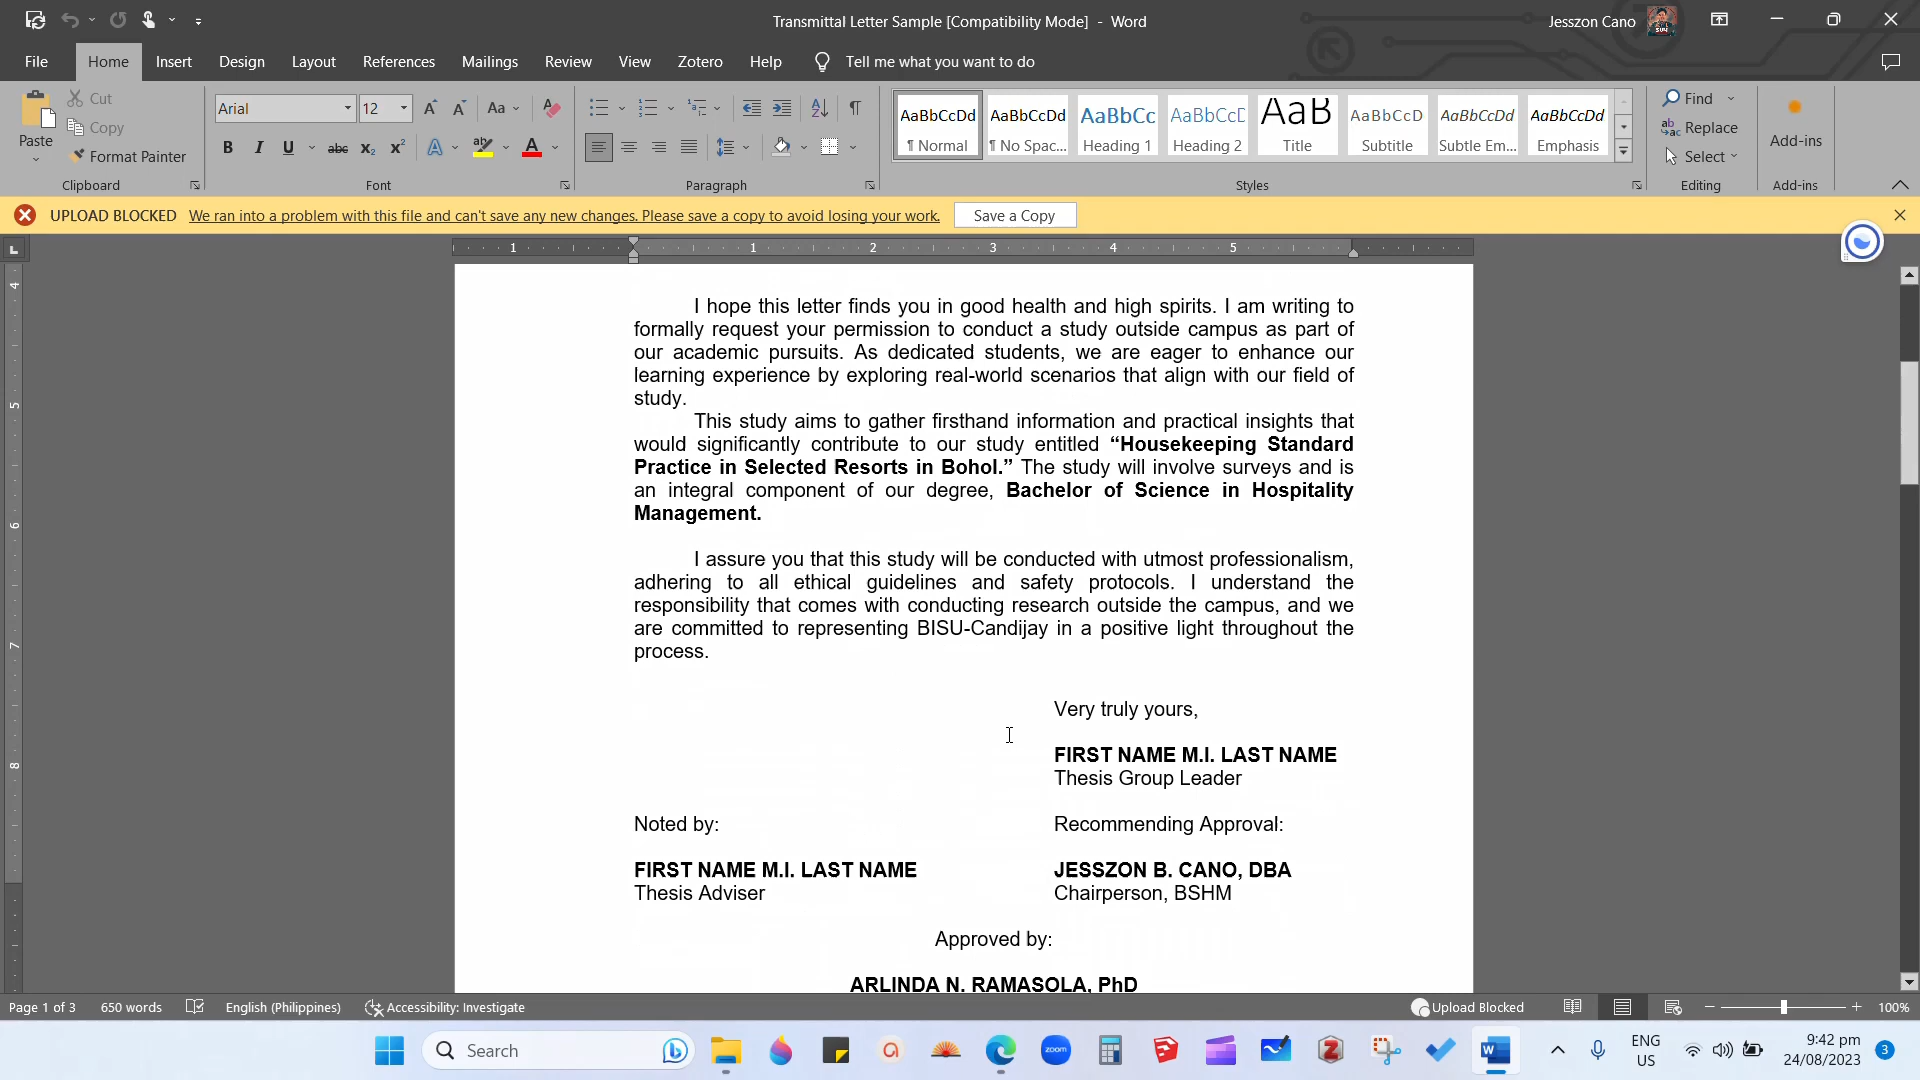 Transmittal Letter Sample [Compatibility Mode] - Word
Jesszon Cano
File Home Insert Design Layout References Mailings Review View Zotero Help Tell me what you want to do
Paste
Cut
Copy
Format Painter
Clipboard
Arial 12
Font
Paragraph
AaBbCcDd AaBbCcDd AaBbCc AaBbCcD AaB AaBbCcD AaBbCcDd AaBbCcDd
¶ Normal ¶ No Spac... Heading 1 Heading 2 Title Subtitle Subtle Em... Emphasis
Styles
Find
Replace
Select
Editing
Add-ins
Add-ins
UPLOAD BLOCKED We ran into a problem with this file and can't save any new changes. Please save a copy to avoid losing your work. Save a Copy
1 1 2 3 4 5
4
5
6
7
8
I hope this letter finds you in good health and high spirits. I am writing to
formally request your permission to conduct a study outside campus as part of
our academic pursuits. As dedicated students, we are eager to enhance our
learning experience by exploring real-world scenarios that align with our field of
study.
This study aims to gather firsthand information and practical insights that
would significantly contribute to our study entitled “Housekeeping Standard
Practice in Selected Resorts in Bohol.” The study will involve surveys and is
an integral component of our degree, Bachelor of Science in Hospitality
Management.
I assure you that this study will be conducted with utmost professionalism,
adhering to all ethical guidelines and safety protocols. I understand the
responsibility that comes with conducting research outside the campus, and we
are committed to representing BISU-Candijay in a positive light throughout the
process.
Very truly yours,
FIRST NAME M.I. LAST NAME
Thesis Group Leader
Noted by: Recommending Approval:
FIRST NAME M.I. LAST NAME JESSZON B. CANO, DBA
Thesis Adviser Chairperson, BSHM
Approved by:
ARLINDA N. RAMASOLA, PhD
Page 1 of 3 650 words English (Philippines) Accessibility: Investigate Upload Blocked 100%
Search
zoom
ENG
US
9:42 pm
24/08/2023
3